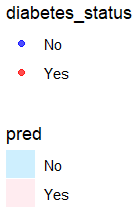 diabetes_status
No
Yes
pred
No
Yes